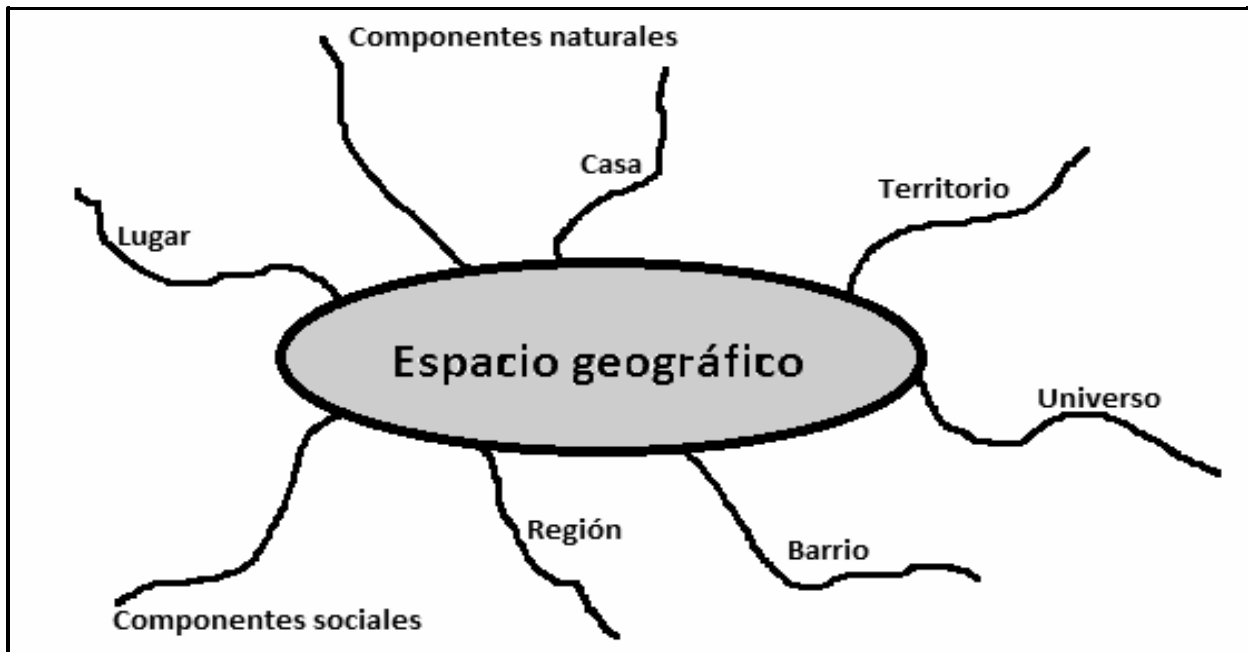 Componentes naturales
Casa
Territorio
Lugar
Espacio geográfico
Universo
Región
Barrio
Componentes sociales